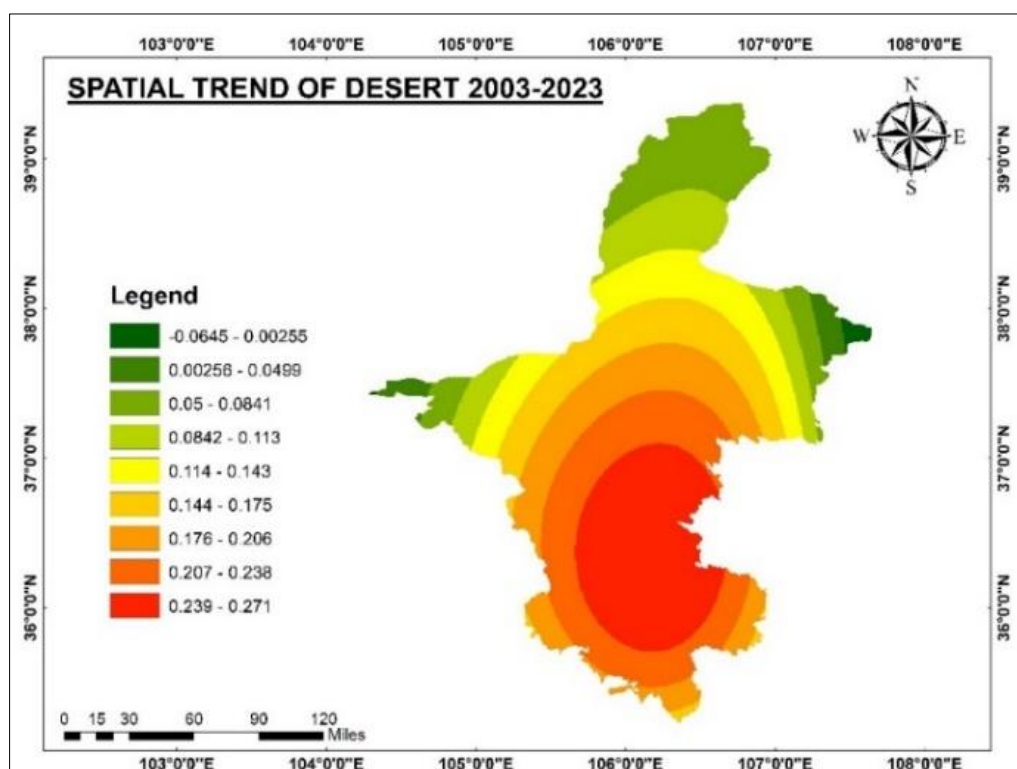 103°0'0"E 104°0'0"E 105°0'0"E 106°0'0"E 107°0'0"E 108°0'0"E
SPATIAL TREND OF DESERT 2003-2023
N
W E
S
39°0'0"N 39°0'0"N
38°0'0"N 38°0'0"N
37°0'0"N 37°0'0"N
36°0'0"N 36°0'0"N
Legend
-0.0645 - 0.00255
0.00256 - 0.0499
0.05 - 0.0841
0.0842 - 0.113
0.114 - 0.143
0.144 - 0.175
0.176 - 0.206
0.207 - 0.238
0.239 - 0.271
0 15 30 60 90 120
Miles
103°0'0"E 104°0'0"E 105°0'0"E 106°0'0"E 107°0'0"E 108°0'0"E